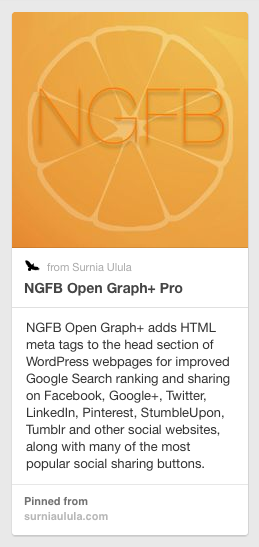 NGFB
from Surnia Ulula
NGFB Open Graph+ Pro
NGFB Open Graph+ adds HTML
meta tags to the head section of
WordPress webpages for improved
Google Search ranking and sharing
on Facebook, Google+, Twitter,
LinkedIn, Pinterest, StumbleUpon,
Tumblr and other social websites,
along with many of the most
popular social sharing buttons.
Pinned from
surniaulula.com